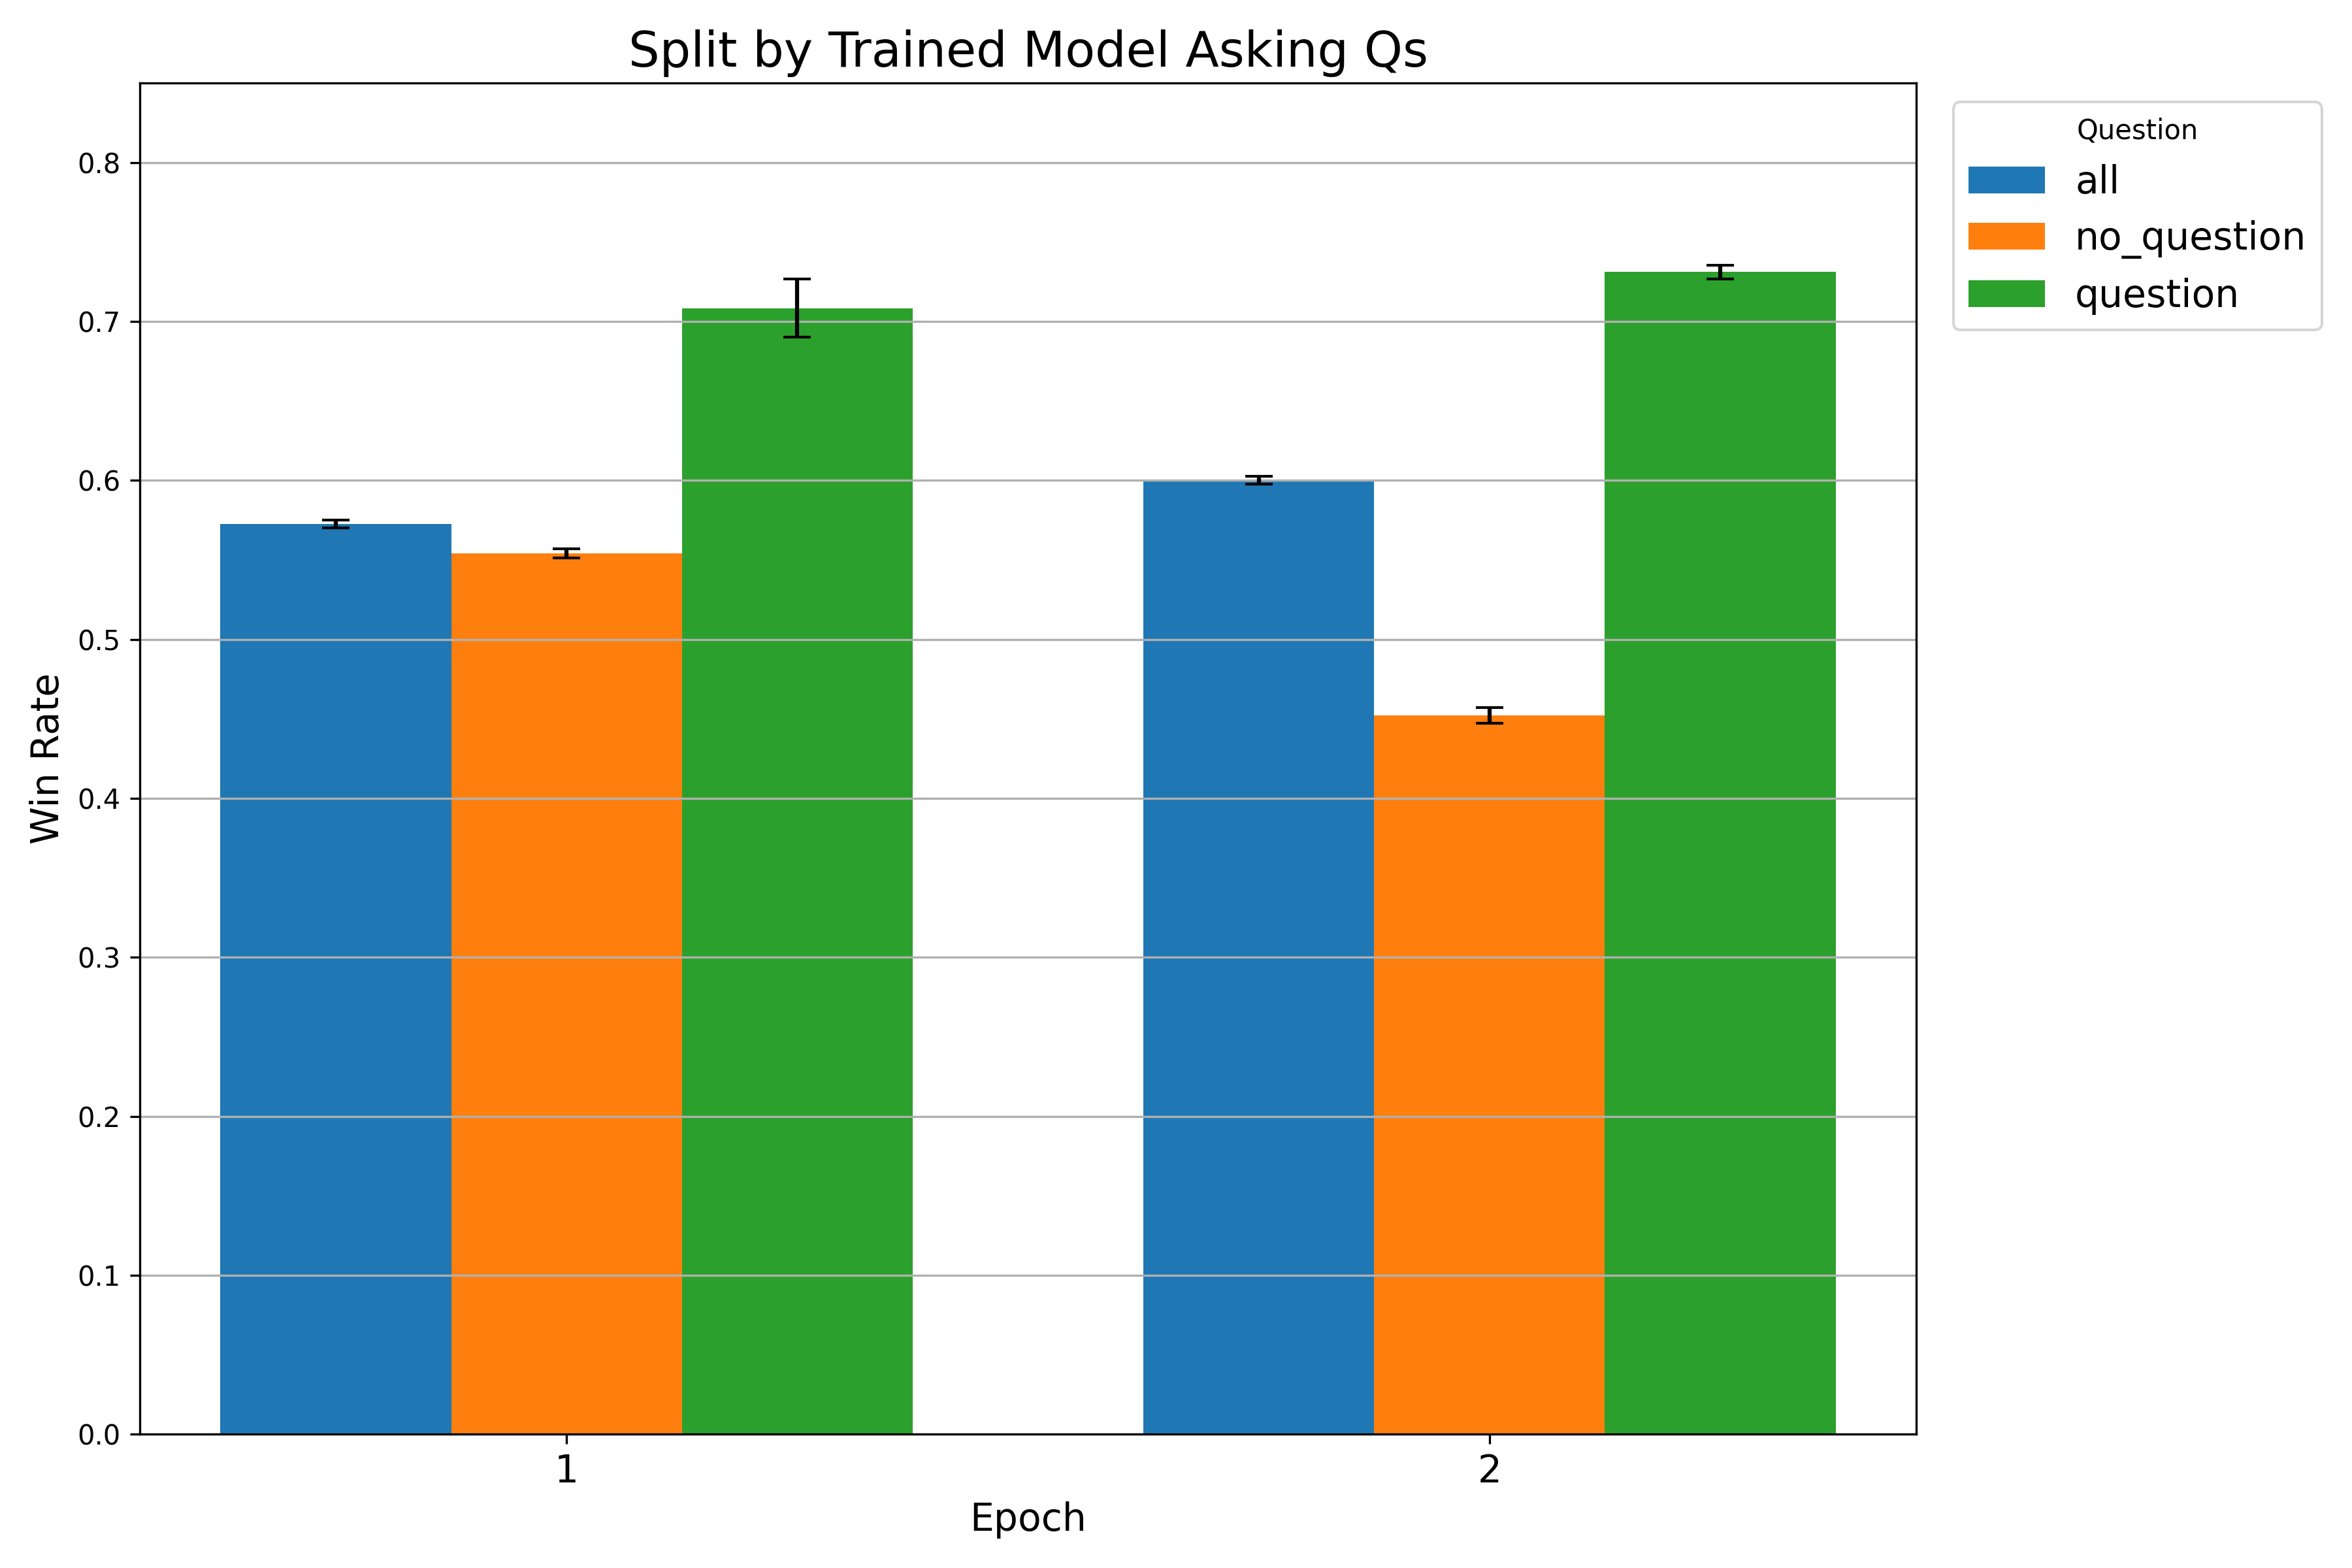 Split by Trained Model Asking Qs
Question
all
no_question
question
Win Rate
0.8
0.7
0.6
0.5
0.4
0.3
0.2
0.1
0.0
1
2
Epoch